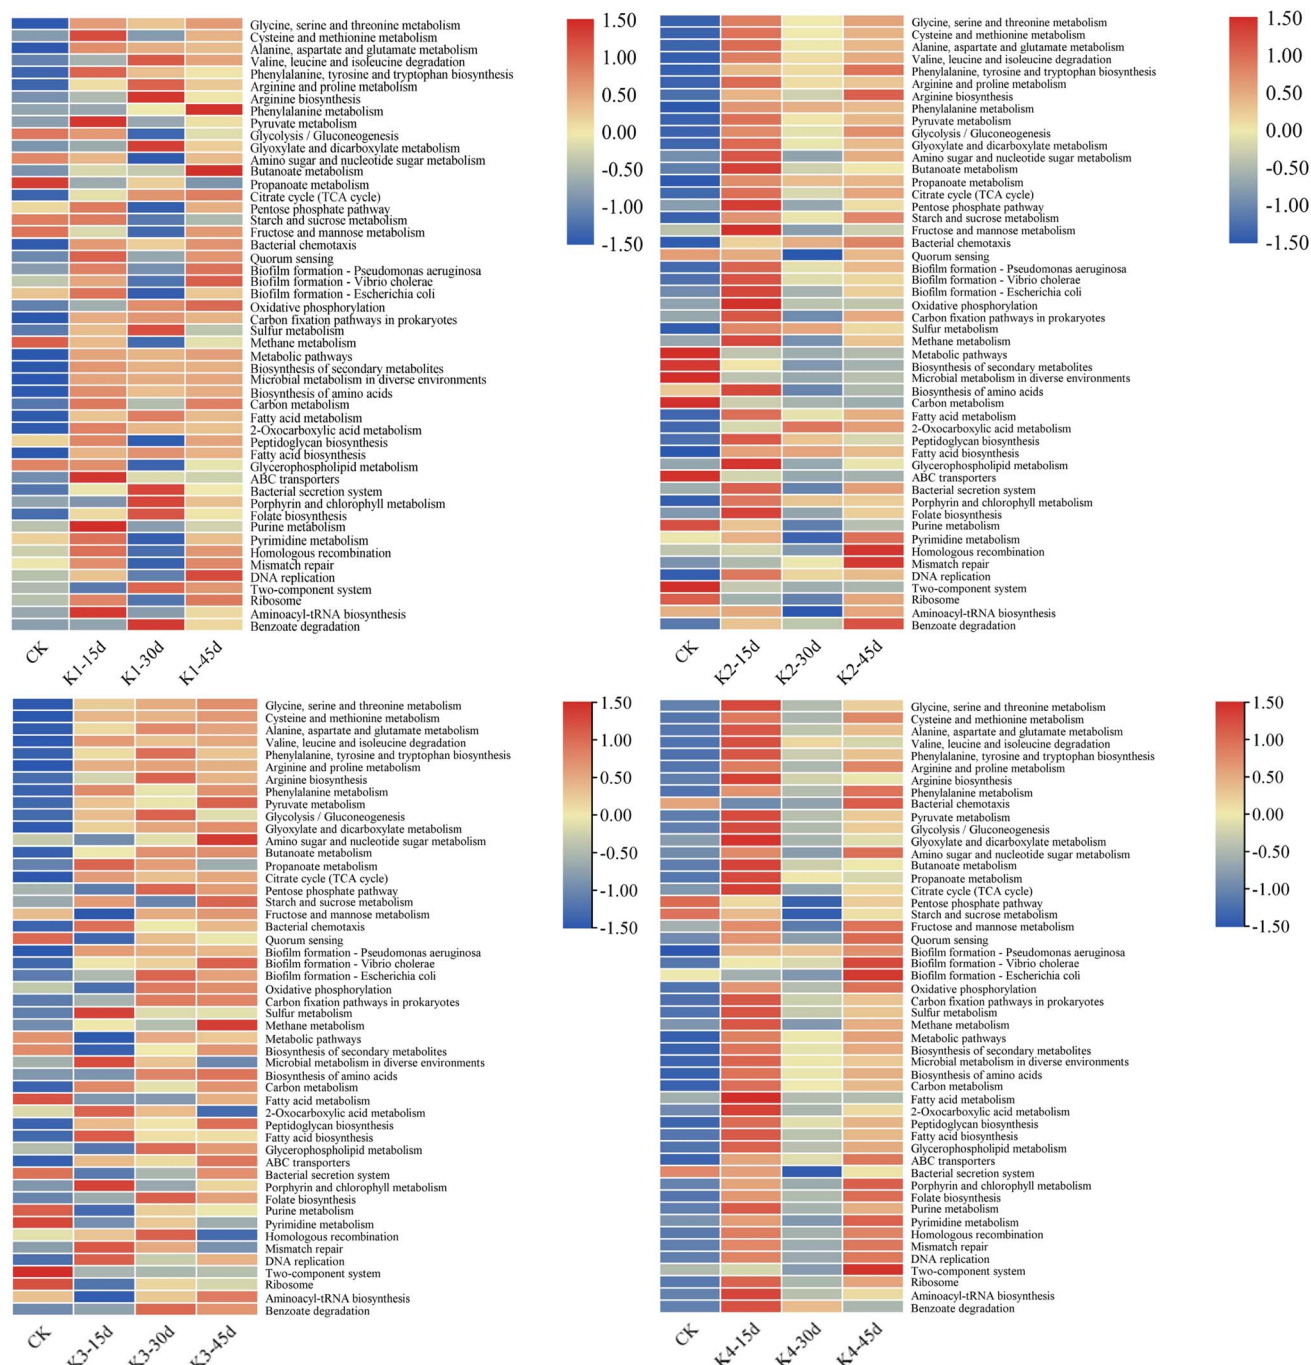 Glycine, serine and threonine metabolism
Cysteine and methionine metabolism
Alanine, aspartate and glutamate metabolism
Valine, leucine and isoleucine degradation
Phenylalanine, tyrosine and tryptophan biosynthesis
Arginine and proline metabolism
Arginine biosynthesis
Phenylalanine metabolism
Pyruvate metabolism
Glycolysis / Gluconeogenesis
Glyoxylate and dicarboxylate metabolism
Amino sugar and nucleotide sugar metabolism
Butanoate metabolism
Propanoate metabolism
Citrate cycle (TCA cycle)
Pentose phosphate pathway
Starch and sucrose metabolism
Fructose and mannose metabolism
Bacterial chemotaxis
Quorum sensing
Biofilm formation - Pseudomonas aeruginosa
Biofilm formation - Vibrio cholerae
Biofilm formation - Escherichia coli
Oxidative phosphorylation
Carbon fixation pathways in prokaryotes
Sulfur metabolism
Methane metabolism
Metabolic pathways
Biosynthesis of secondary metabolites
Microbial metabolism in diverse environments
Biosynthesis of amino acids
Carbon metabolism
Fatty acid metabolism
2-Oxocarboxylic acid metabolism
Peptidoglycan biosynthesis
Fatty acid biosynthesis
Glycerophospholipid metabolism
ABC transporters
Bacterial secretion system
Porphyrin and chlorophyll metabolism
Folate biosynthesis
Purine metabolism
Pyrimidine metabolism
Homologous recombination
Mismatch repair
DNA replication
Two-component system
Ribosome
Aminoacyl-tRNA biosynthesis
Benzoate degradation
CK
K1-15d
K1-30d
K1-45d
1.50
1.00
0.50
0.00
-0.50
-1.00
-1.50
Glycine, serine and threonine metabolism
Cysteine and methionine metabolism
Alanine, aspartate and glutamate metabolism
Valine, leucine and isoleucine degradation
Phenylalanine, tyrosine and tryptophan biosynthesis
Arginine and proline metabolism
Arginine biosynthesis
Phenylalanine metabolism
Pyruvate metabolism
Glycolysis / Gluconeogenesis
Glyoxylate and dicarboxylate metabolism
Amino sugar and nucleotide sugar metabolism
Butanoate metabolism
Propanoate metabolism
Citrate cycle (TCA cycle)
Pentose phosphate pathway
Starch and sucrose metabolism
Fructose and mannose metabolism
Bacterial chemotaxis
Quorum sensing
Biofilm formation - Pseudomonas aeruginosa
Biofilm formation - Vibrio cholerae
Biofilm formation - Escherichia coli
Oxidative phosphorylation
Carbon fixation pathways in prokaryotes
Sulfur metabolism
Methane metabolism
Metabolic pathways
Biosynthesis of secondary metabolites
Microbial metabolism in diverse environments
Biosynthesis of amino acids
Carbon metabolism
Fatty acid metabolism
2-Oxocarboxylic acid metabolism
Peptidoglycan biosynthesis
Fatty acid biosynthesis
Glycerophospholipid metabolism
ABC transporters
Bacterial secretion system
Porphyrin and chlorophyll metabolism
Folate biosynthesis
Purine metabolism
Pyrimidine metabolism
Homologous recombination
Mismatch repair
DNA replication
Two-component system
Ribosome
Aminoacyl-tRNA biosynthesis
Benzoate degradation
CK
K2-15d
K2-30d
K2-45d
1.50
1.00
0.50
0.00
-0.50
-1.00
-1.50
Glycine, serine and threonine metabolism
Cysteine and methionine metabolism
Alanine, aspartate and glutamate metabolism
Valine, leucine and isoleucine degradation
Phenylalanine, tyrosine and tryptophan biosynthesis
Arginine and proline metabolism
Arginine biosynthesis
Phenylalanine metabolism
Pyruvate metabolism
Glycolysis / Gluconeogenesis
Glyoxylate and dicarboxylate metabolism
Amino sugar and nucleotide sugar metabolism
Butanoate metabolism
Propanoate metabolism
Citrate cycle (TCA cycle)
Pentose phosphate pathway
Starch and sucrose metabolism
Fructose and mannose metabolism
Bacterial chemotaxis
Quorum sensing
Biofilm formation - Pseudomonas aeruginosa
Biofilm formation - Vibrio cholerae
Biofilm formation - Escherichia coli
Oxidative phosphorylation
Carbon fixation pathways in prokaryotes
Sulfur metabolism
Methane metabolism
Metabolic pathways
Biosynthesis of secondary metabolites
Microbial metabolism in diverse environments
Biosynthesis of amino acids
Carbon metabolism
Fatty acid metabolism
2-Oxocarboxylic acid metabolism
Peptidoglycan biosynthesis
Fatty acid biosynthesis
Glycerophospholipid metabolism
ABC transporters
Bacterial secretion system
Porphyrin and chlorophyll metabolism
Folate biosynthesis
Purine metabolism
Pyrimidine metabolism
Homologous recombination
Mismatch repair
DNA replication
Two-component system
Ribosome
Aminoacyl-tRNA biosynthesis
Benzoate degradation
CK
K3-15d
K3-30d
K3-45d
1.50
1.00
0.50
0.00
-0.50
-1.00
-1.50
Glycine, serine and threonine metabolism
Cysteine and methionine metabolism
Alanine, aspartate and glutamate metabolism
Valine, leucine and isoleucine degradation
Phenylalanine, tyrosine and tryptophan biosynthesis
Arginine and proline metabolism
Arginine biosynthesis
Phenylalanine metabolism
Bacterial chemotaxis
Pyruvate metabolism
Glycolysis / Gluconeogenesis
Glyoxylate and dicarboxylate metabolism
Amino sugar and nucleotide sugar metabolism
Butanoate metabolism
Propanoate metabolism
Citrate cycle (TCA cycle)
Pentose phosphate pathway
Starch and sucrose metabolism
Fructose and mannose metabolism
Quorum sensing
Biofilm formation - Pseudomonas aeruginosa
Biofilm formation - Vibrio cholerae
Biofilm formation - Escherichia coli
Oxidative phosphorylation
Carbon fixation pathways in prokaryotes
Sulfur metabolism
Methane metabolism
Metabolic pathways
Biosynthesis of secondary metabolites
Microbial metabolism in diverse environments
Biosynthesis of amino acids
Carbon metabolism
Fatty acid metabolism
2-Oxocarboxylic acid metabolism
Peptidoglycan biosynthesis
Fatty acid biosynthesis
Glycerophospholipid metabolism
ABC transporters
Bacterial secretion system
Porphyrin and chlorophyll metabolism
Folate biosynthesis
Purine metabolism
Pyrimidine metabolism
Homologous recombination
Mismatch repair
DNA replication
Two-component system
Ribosome
Aminoacyl-tRNA biosynthesis
Benzoate degradation
CK
K4-15d
K4-30d
K4-45d
1.50
1.00
0.50
0.00
-0.50
-1.00
-1.50